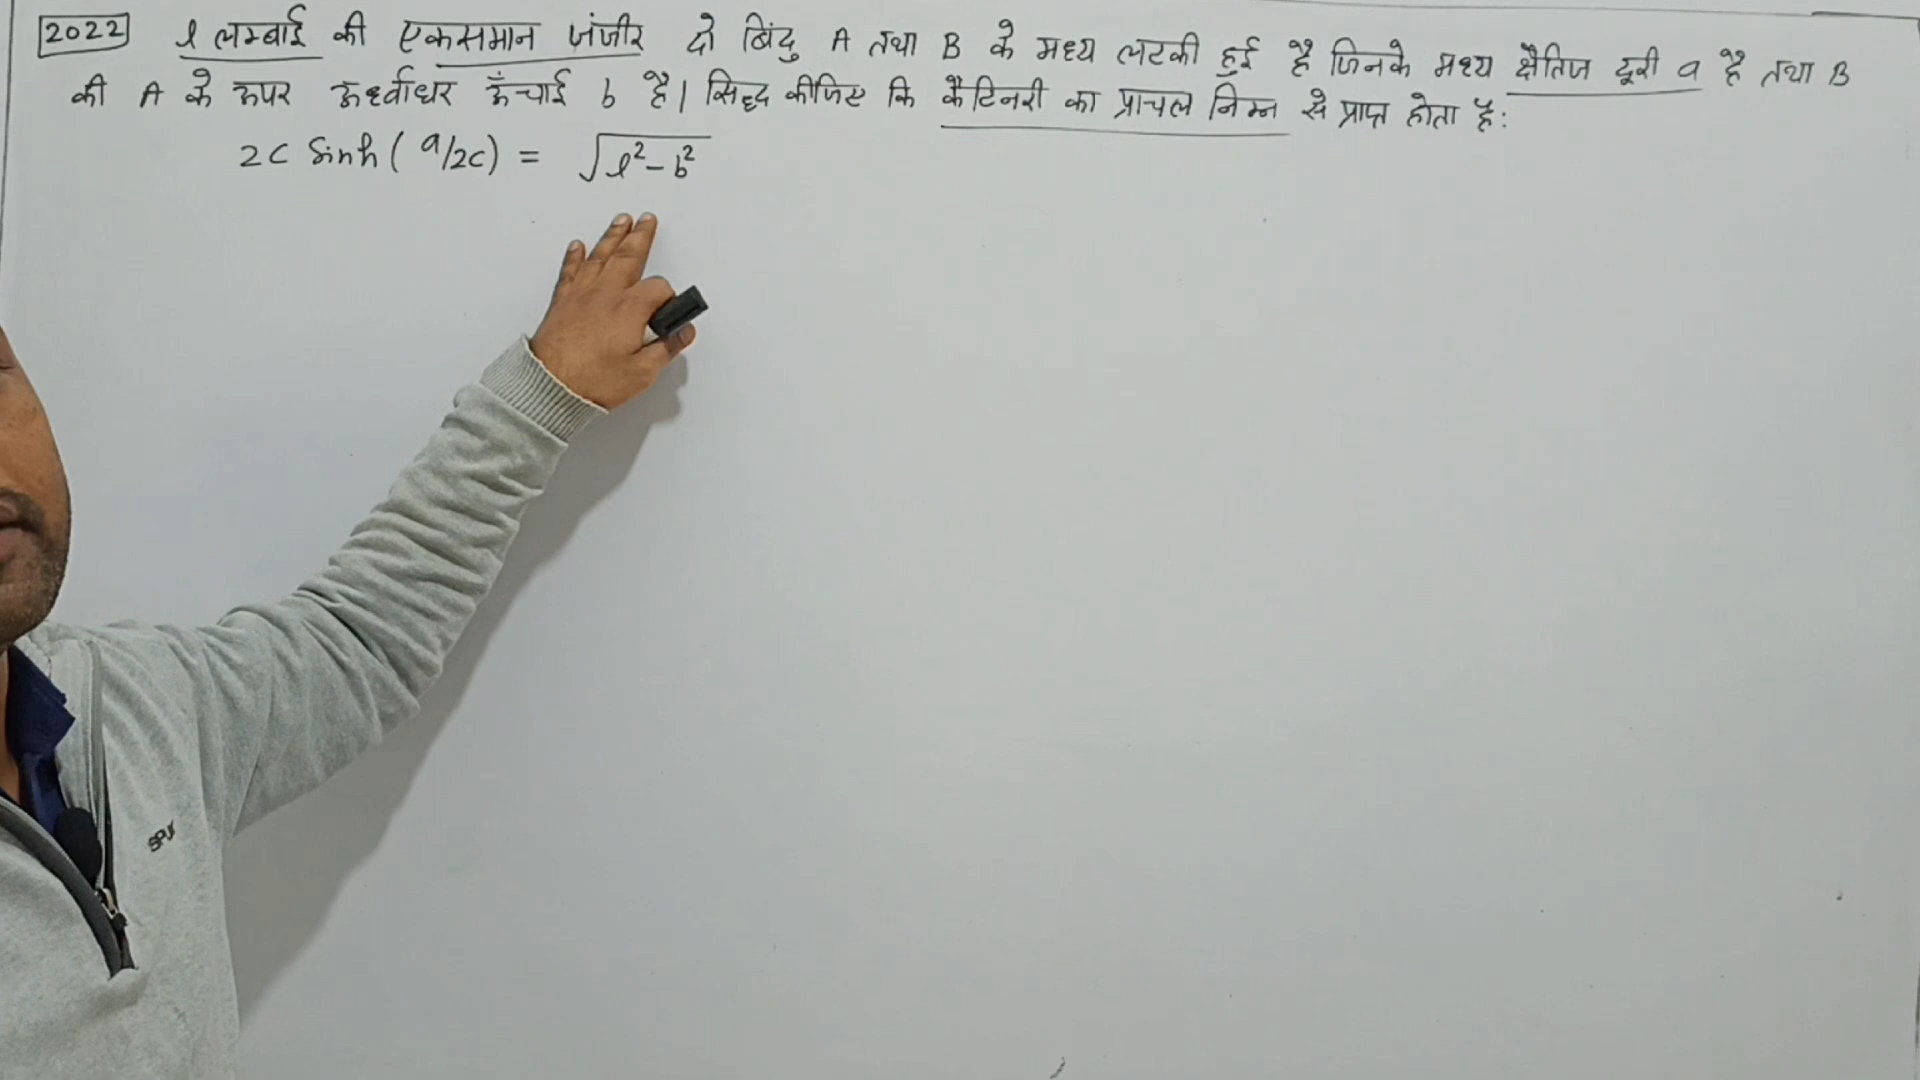 2022 l लम्बाई की एकसमान जंजीर दो बिंदु A तथा B के मध्य लटकी हुई है जिनके मध्य क्षैतिज दूरी a है तथा B
की A के ऊपर ऊर्ध्वाधर ऊँचाई b है। सिद्ध कीजिए कि कैटिनरी का प्राचल निम्न से प्राप्त होता है:
2c Sinh( a/2c) = √l²-b²